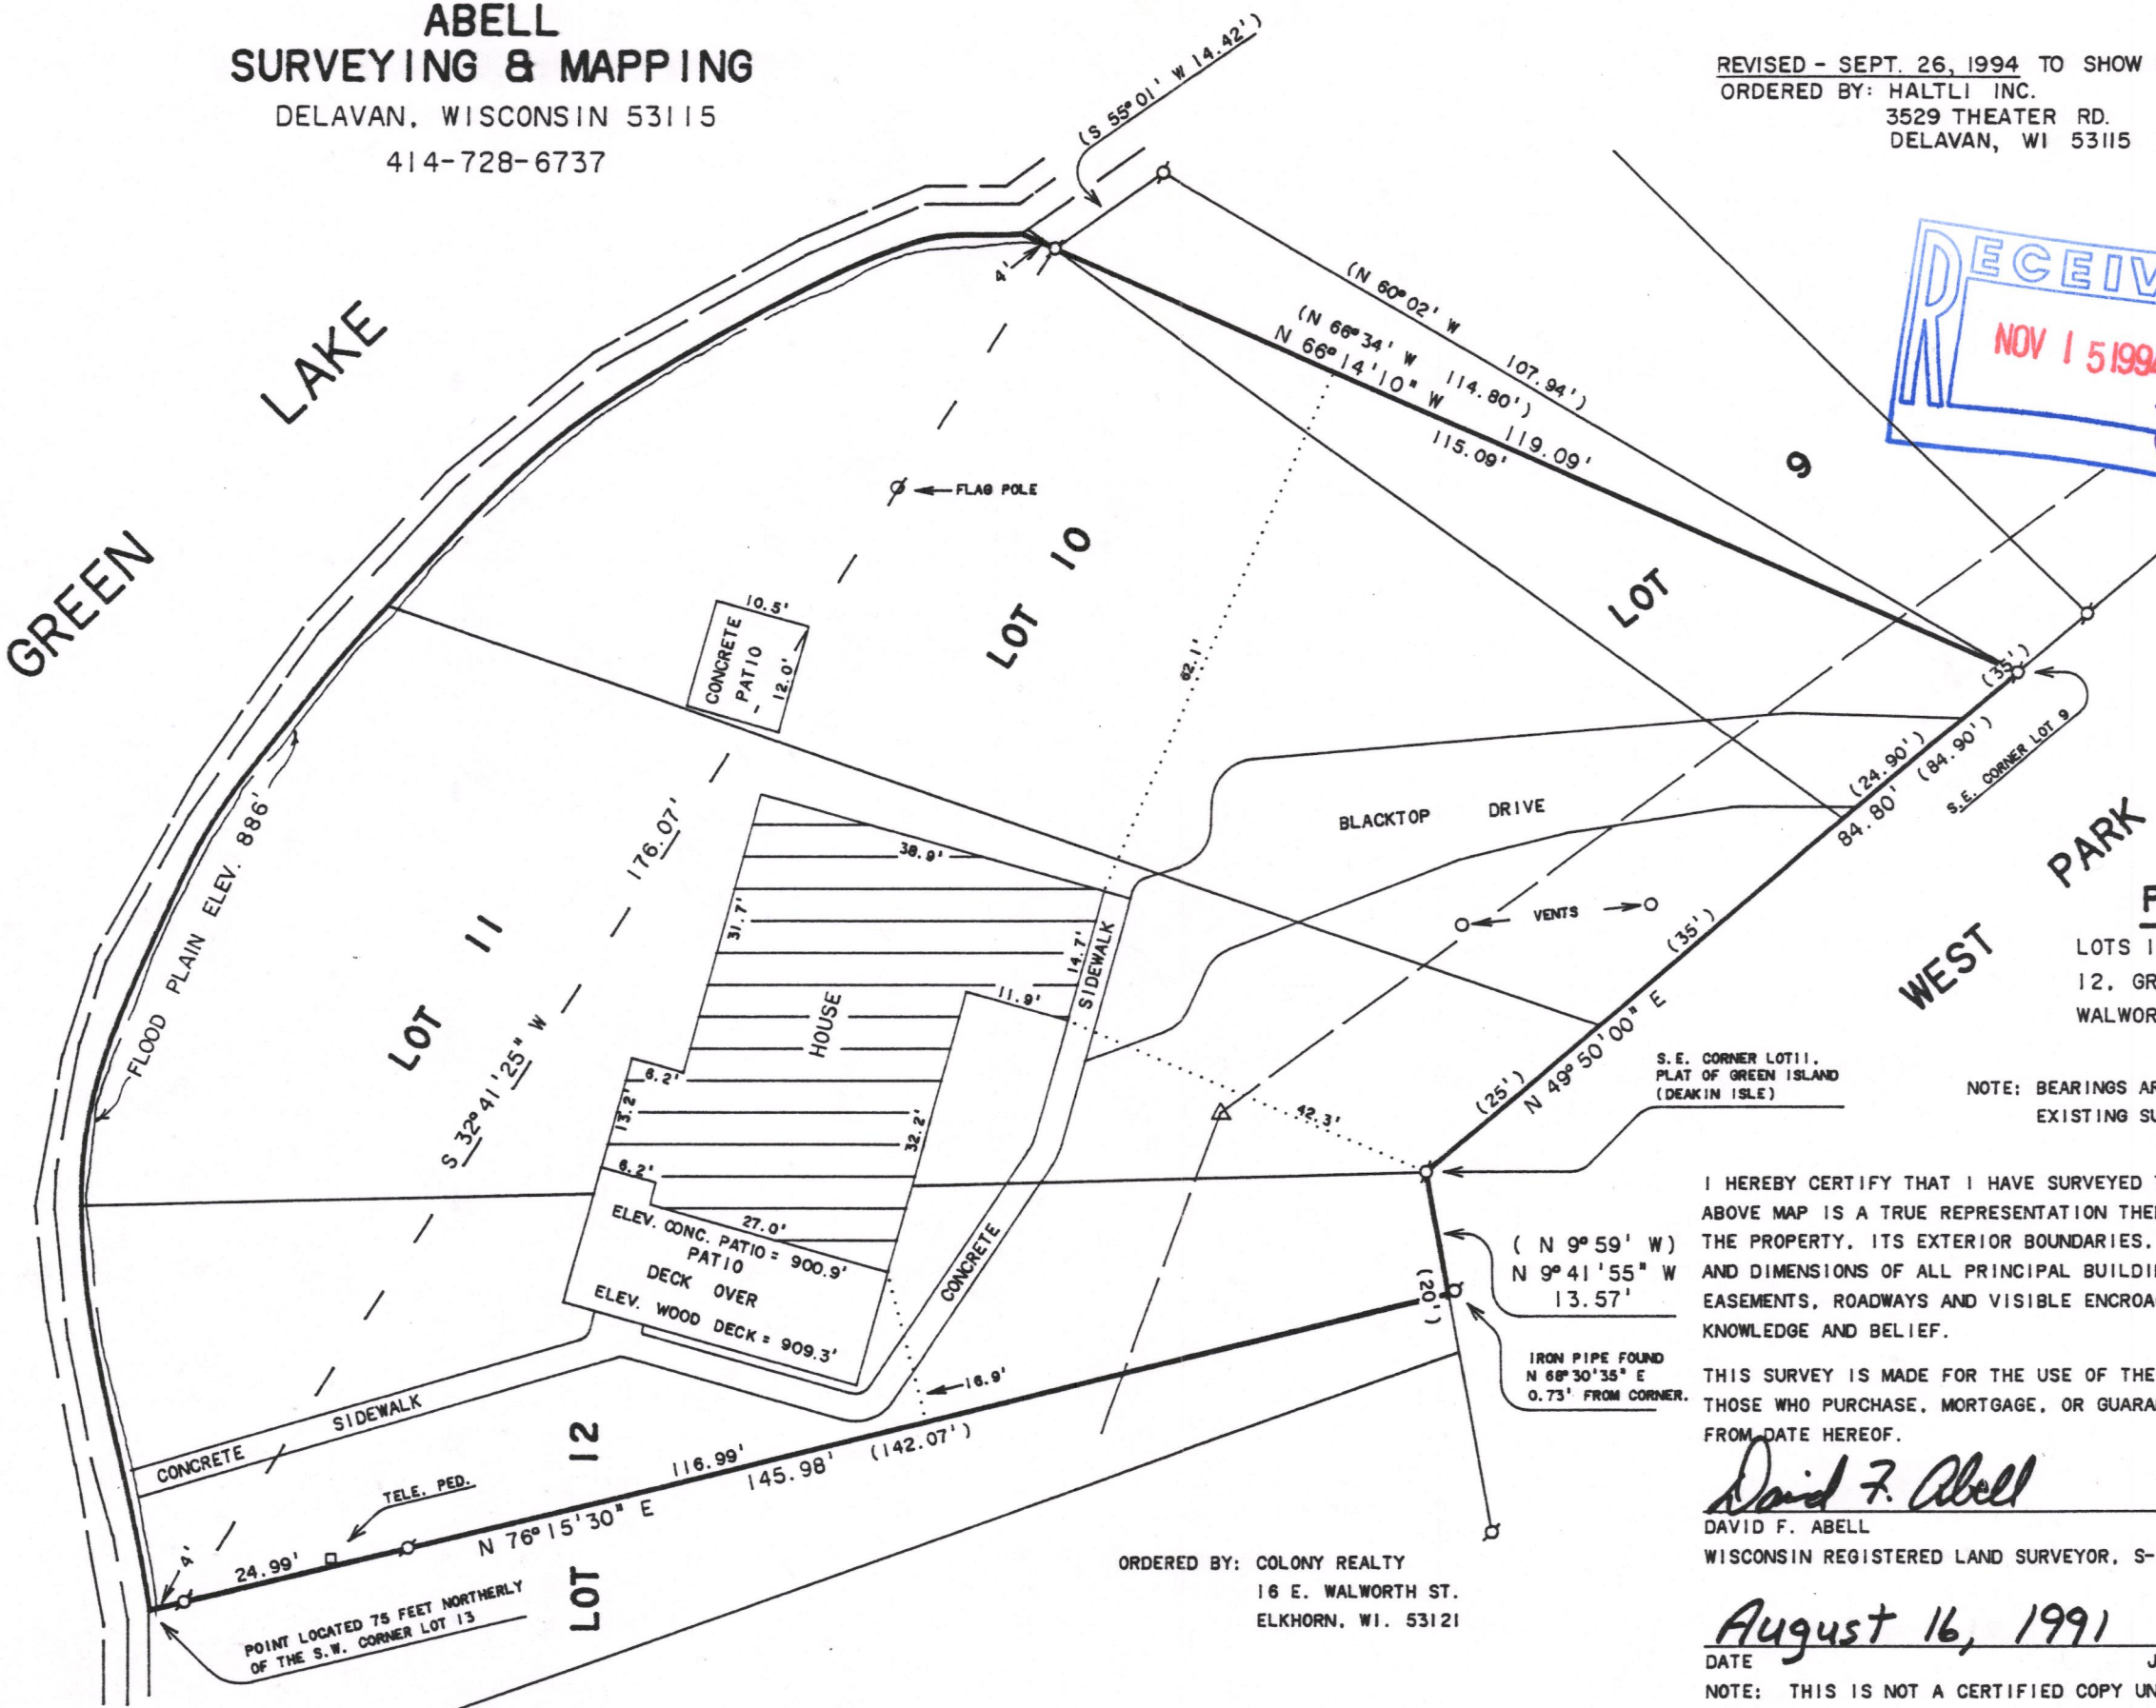 ABELL
SURVEYING & MAPPING
DELAVAN, WISCONSIN 53115
414-728-6737
(S 55°01' W 14.42')
REVISED - SEPT. 26, 1994 TO SHOW
ORDERED BY: HALTLI INC.
3529 THEATER RD.
DELAVAN, WI 53115
RECEIV
NOV 15 1994
GREEN LAKE
4'
(N 60°02' W 107.94')
(N 66°34' W 114.80')
N 66°14'10" W 119.09'
115.09'
FLAG POLE
LOT 10
LOT 9
10.5'
CONCRETE
PATIO
12.0'
62.1'
(35')
(24.90')
(84.90')
84.80'
S.E. CORNER LOT 9
BLACKTOP DRIVE
FLOOD PLAIN ELEV. 886'
176.07'
S 32°41'25" W
LOT 11
38.9'
31.7'
14.7'
SIDEWALK
11.9'
HOUSE
VENTS
(35')
WEST PARK
LOTS 1
12, GR
WALWOR
N 49°50'00" E
(25')
42.3'
6.2'
13.2'
32.2'
6.2'
27.0'
S.E. CORNER LOT 11,
PLAT OF GREEN ISLAND
(DEAKIN ISLE)
NOTE: BEARINGS AR
EXISTING SU
ELEV. CONC. PATIO = 900.9'
PATIO
DECK OVER
ELEV. WOOD DECK = 909.3'
CONCRETE
(20')
( N 9°59' W)
N 9°41'55" W
13.57'
IRON PIPE FOUND
N 68°30'35" E
0.73' FROM CORNER.
I HEREBY CERTIFY THAT I HAVE SURVEYED
ABOVE MAP IS A TRUE REPRESENTATION THE
THE PROPERTY, ITS EXTERIOR BOUNDARIES,
AND DIMENSIONS OF ALL PRINCIPAL BUILDI
EASEMENTS, ROADWAYS AND VISIBLE ENCROA
KNOWLEDGE AND BELIEF.
THIS SURVEY IS MADE FOR THE USE OF THE
THOSE WHO PURCHASE, MORTGAGE, OR GUARA
FROM DATE HEREOF.
David F. Abell
DAVID F. ABELL
WISCONSIN REGISTERED LAND SURVEYOR, S-
August 16, 1991
DATE J
NOTE: THIS IS NOT A CERTIFIED COPY UN
16.9'
CONCRETE SIDEWALK
TELE. PED.
LOT 12
116.99'
145.98' (142.07')
N 76°15'30" E
24.99'
4'
POINT LOCATED 75 FEET NORTHERLY
OF THE S.W. CORNER LOT 13
ORDERED BY: COLONY REALTY
16 E. WALWORTH ST.
ELKHORN, WI. 53121